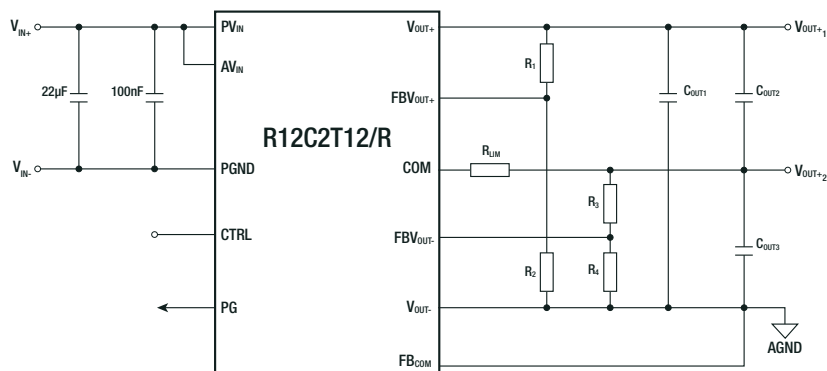 VIN+
PVIN
VOUT+
VOUT+1
R1
AVIN
22µF
100nF
COUT1
COUT2
FBVOUT+
R12C2T12/R
RLIM
VIN-
PGND
COM
VOUT+2
R3
CTRL
FBVOUT-
COUT3
R2
R4
PG
VOUT-
AGND
FBCOM